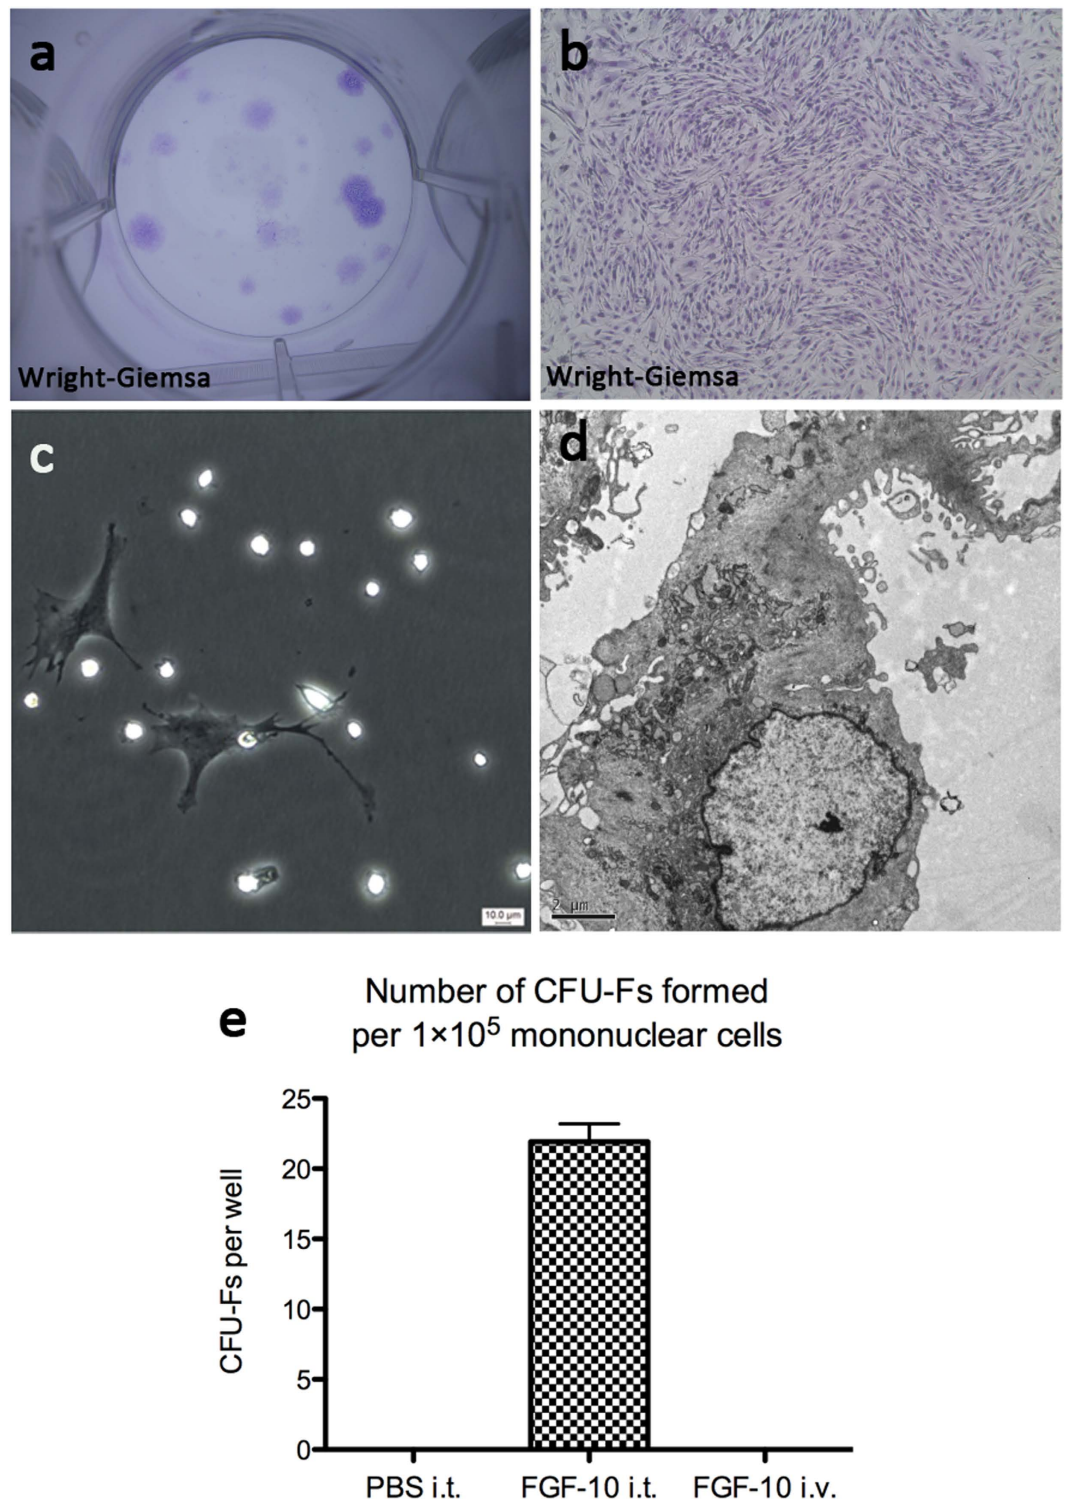 a
b
Wright-Giemsa
Wright-Giemsa
c
d
10.0 µm
2 µm
e
Number of CFU-Fs formed
per 1×10⁵ mononuclear cells
CFU-Fs per well
25
20
15
10
5
0
PBS i.t.
FGF-10 i.t.
FGF-10 i.v.